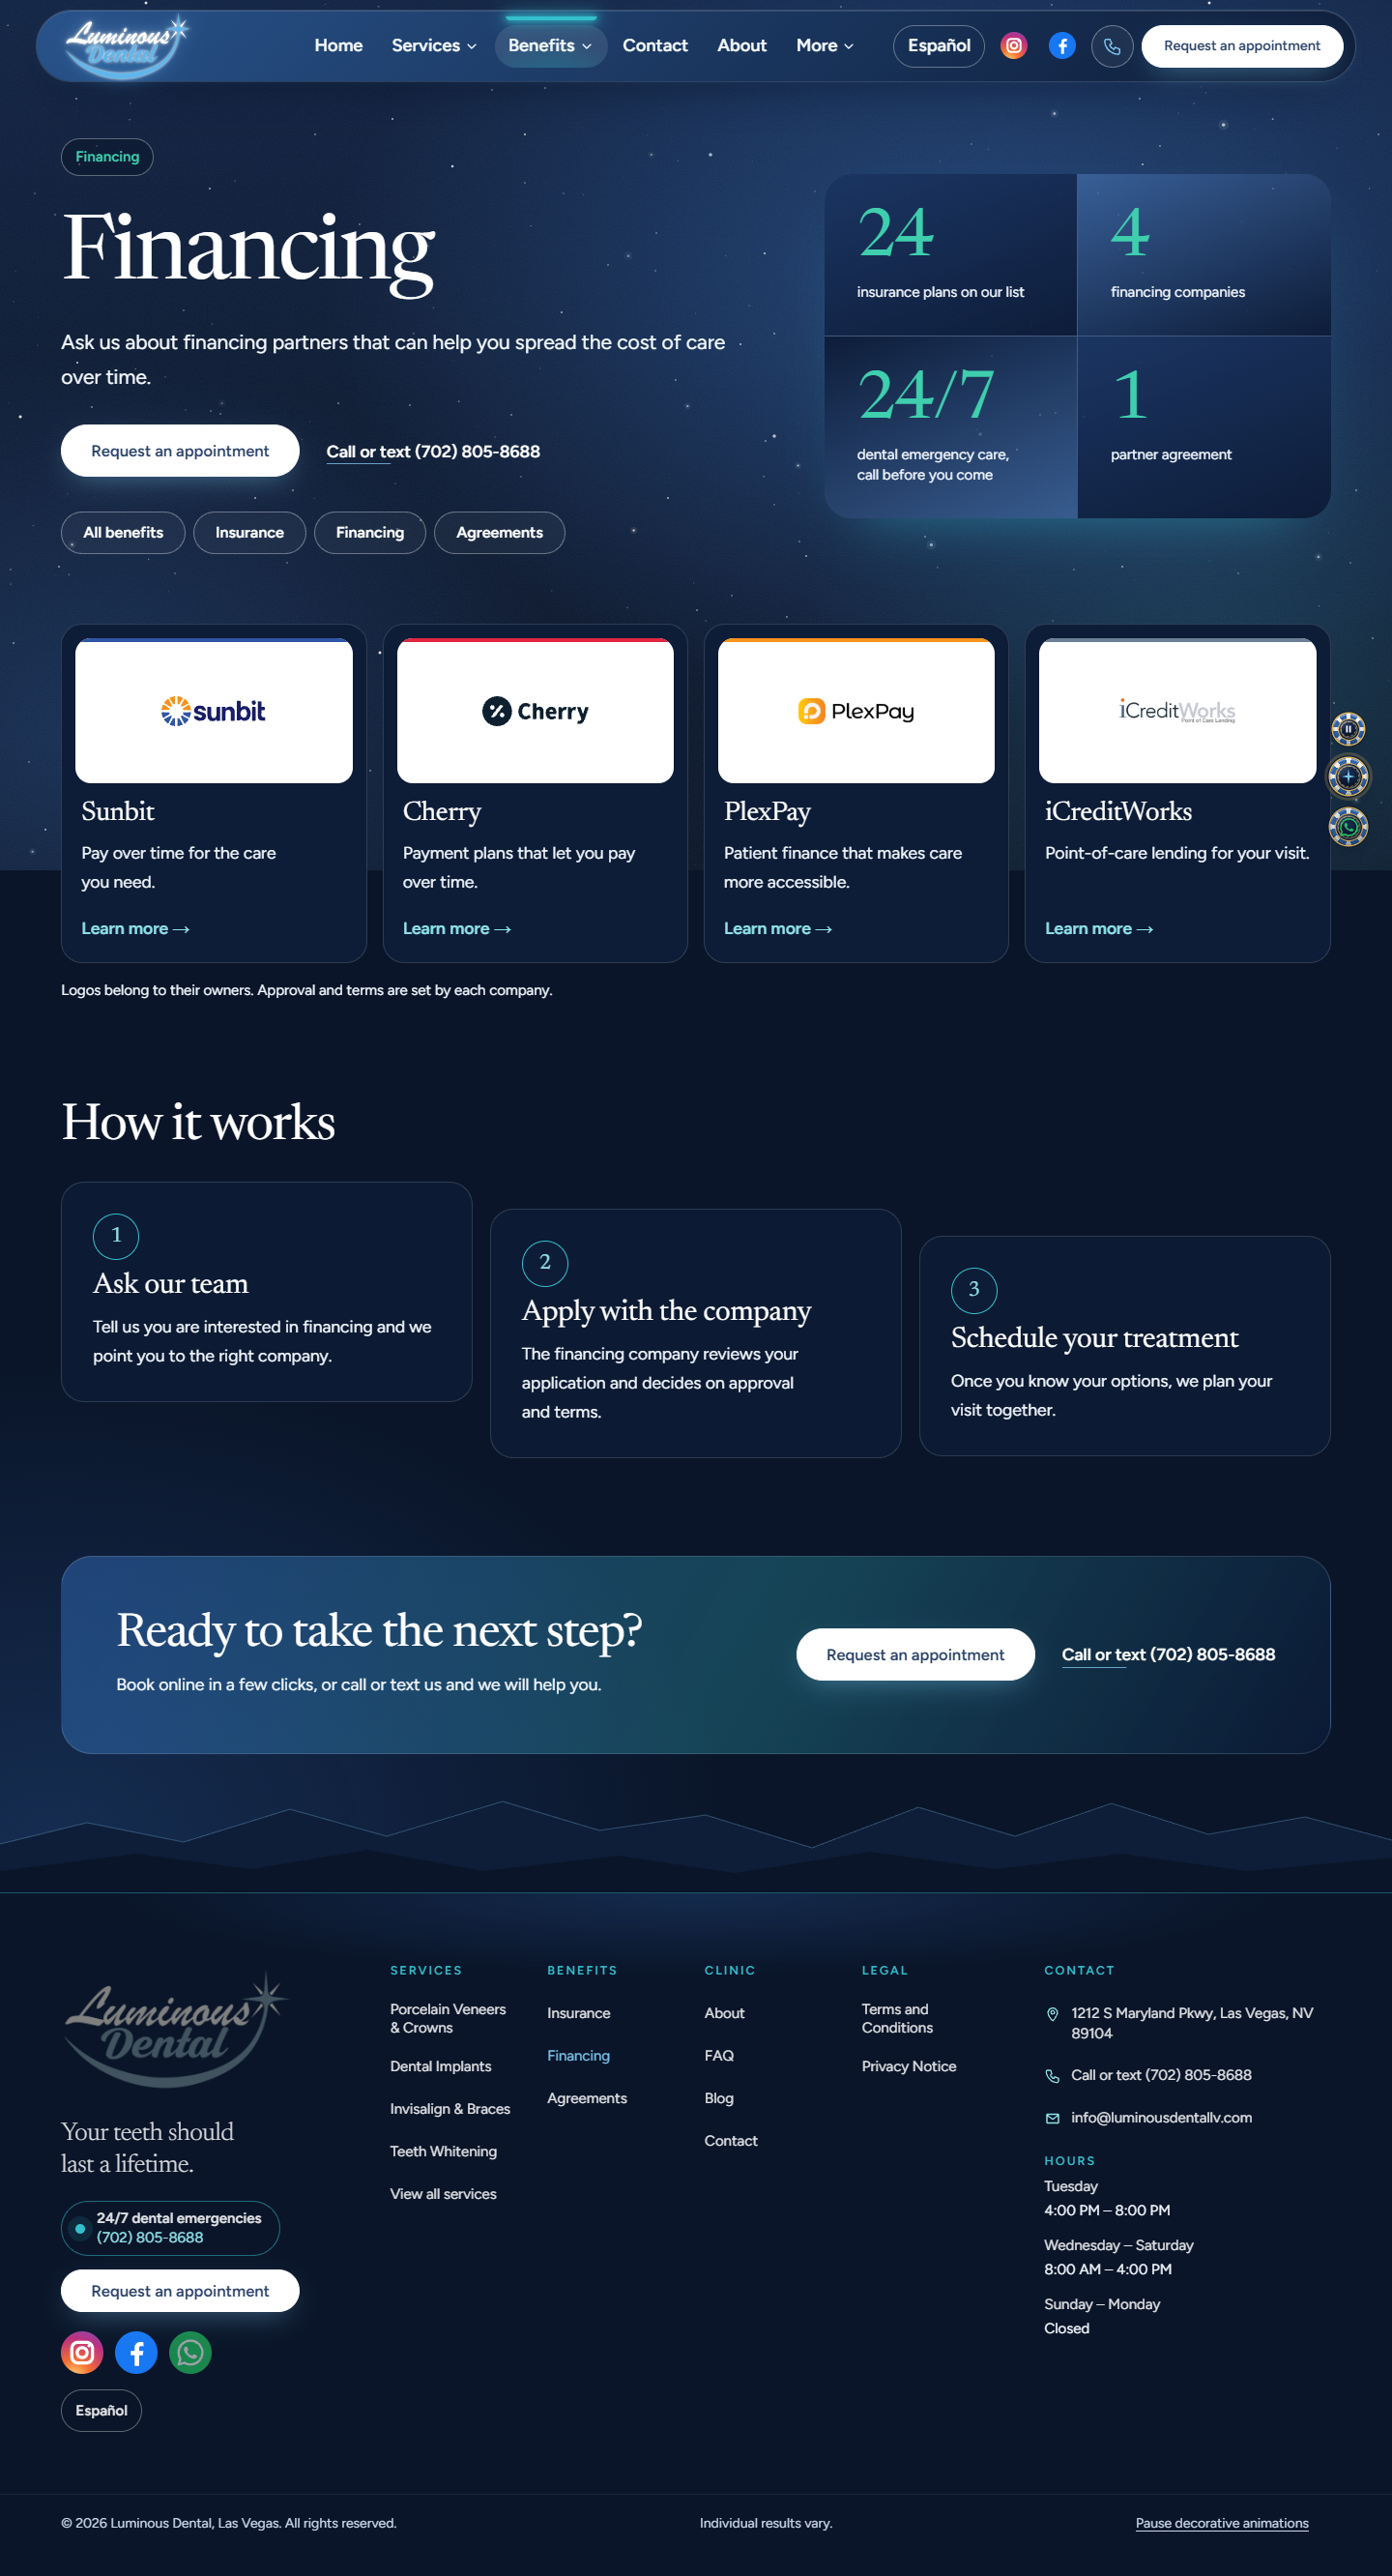 Luminous
Dental
Home
Services
Benefits
Contact
About
More
Español
Request an appointment
Financing
Financing
Ask us about financing partners that can help you spread the cost of care
over time.
Request an appointment
Call or text (702) 805-8688
All benefits
Insurance
Financing
Agreements
24
insurance plans on our list
4
financing companies
24/7
dental emergency care,
call before you come
1
partner agreement
sunbit
Sunbit
Pay over time for the care
you need.
Learn more →
Cherry
Cherry
Payment plans that let you pay
over time.
Learn more →
PlexPay
PlexPay
Patient finance that makes care
more accessible.
Learn more →
iCreditWorks
Point of Care Lending
iCreditWorks
Point-of-care lending for your visit.
Learn more →
Logos belong to their owners. Approval and terms are set by each company.
How it works
1
Ask our team
Tell us you are interested in financing and we
point you to the right company.
2
Apply with the company
The financing company reviews your
application and decides on approval
and terms.
3
Schedule your treatment
Once you know your options, we plan your
visit together.
Ready to take the next step?
Book online in a few clicks, or call or text us and we will help you.
Request an appointment
Call or text (702) 805-8688
Luminous
Dental
Your teeth should
last a lifetime.
24/7 dental emergencies
(702) 805-8688
Request an appointment
Español
SERVICES
Porcelain Veneers
& Crowns
Dental Implants
Invisalign & Braces
Teeth Whitening
View all services
BENEFITS
Insurance
Financing
Agreements
CLINIC
About
FAQ
Blog
Contact
LEGAL
Terms and
Conditions
Privacy Notice
CONTACT
1212 S Maryland Pkwy, Las Vegas, NV
89104
Call or text (702) 805-8688
info@luminousdentallv.com
HOURS
Tuesday
4:00 PM – 8:00 PM
Wednesday – Saturday
8:00 AM – 4:00 PM
Sunday – Monday
Closed
© 2026 Luminous Dental, Las Vegas. All rights reserved.
Individual results vary.
Pause decorative animations